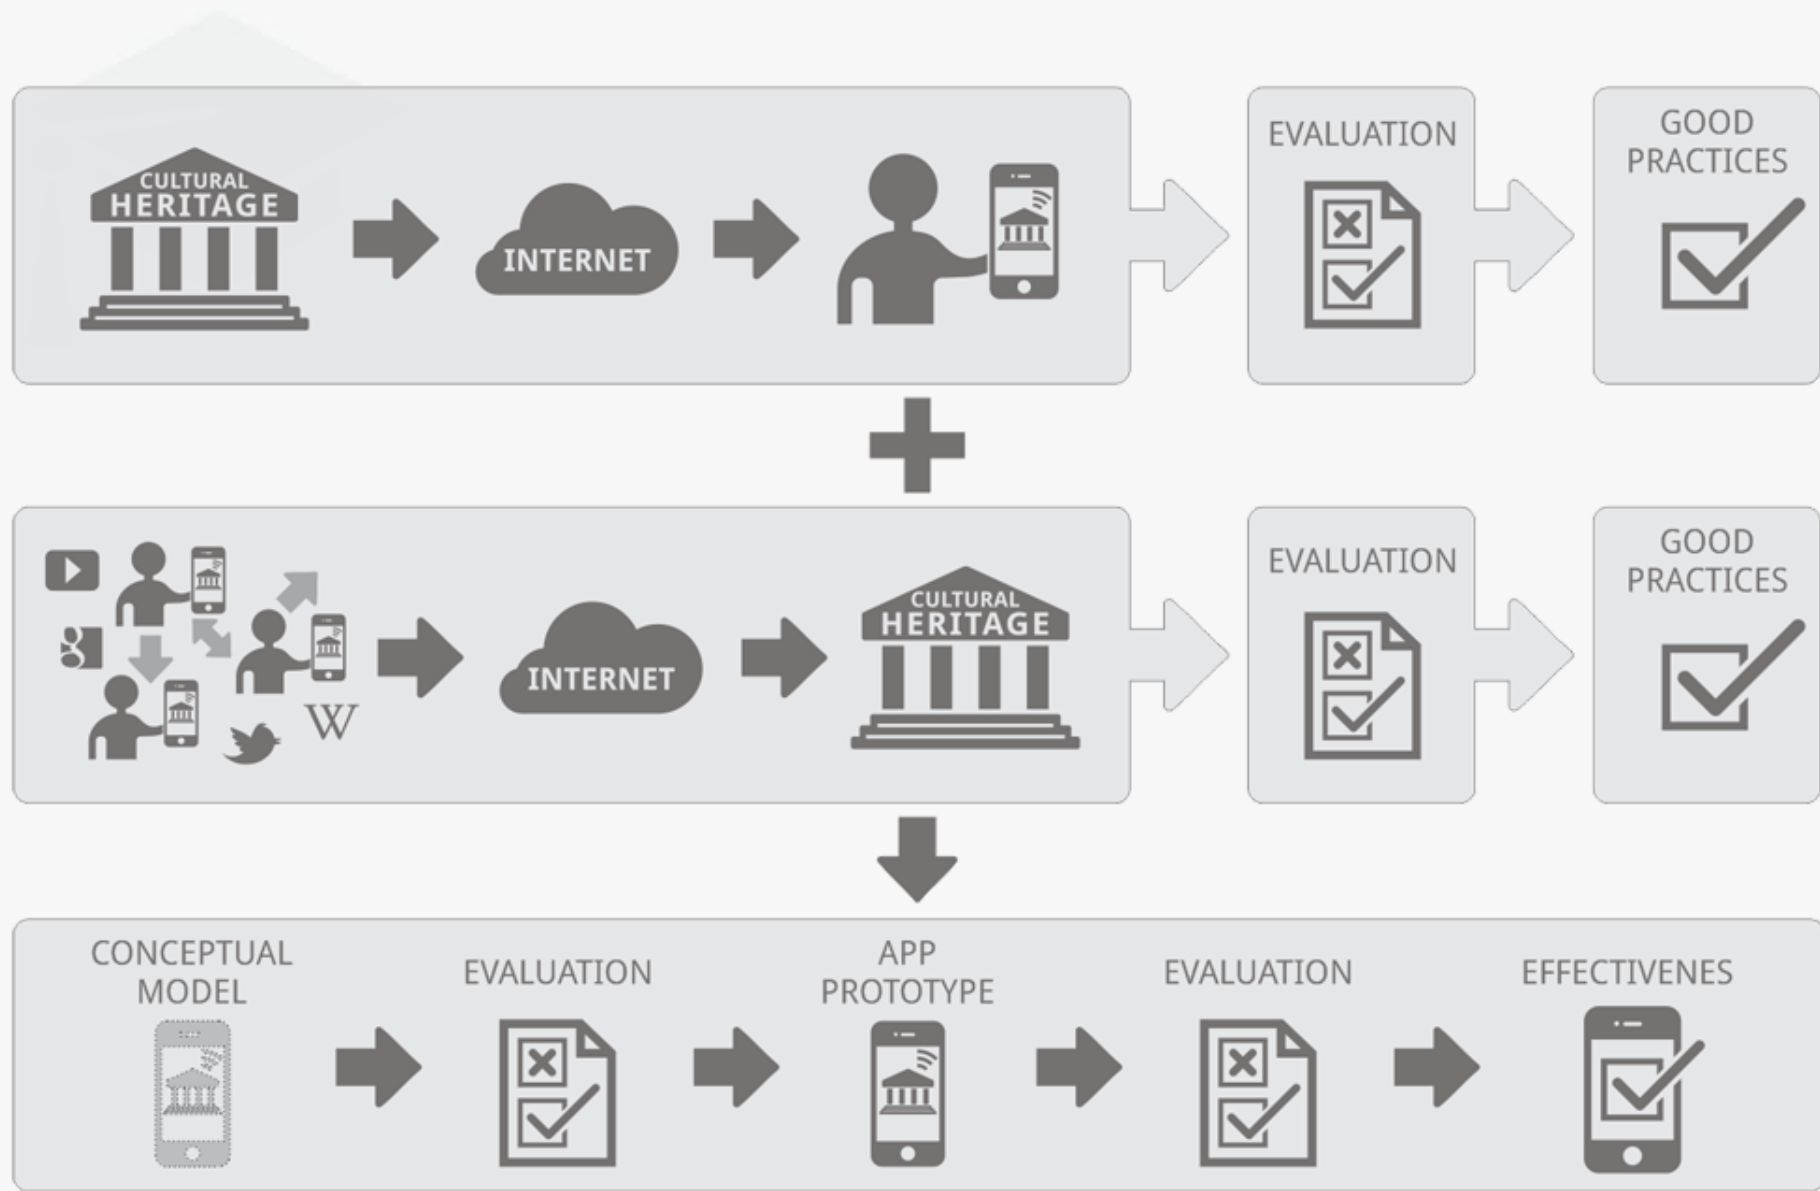 CULTURAL
HERITAGE
INTERNET
EVALUATION
GOOD
PRACTICES
INTERNET
CULTURAL
HERITAGE
W
EVALUATION
GOOD
PRACTICES
CONCEPTUAL
MODEL
EVALUATION
APP
PROTOTYPE
EVALUATION
EFFECTIVENES